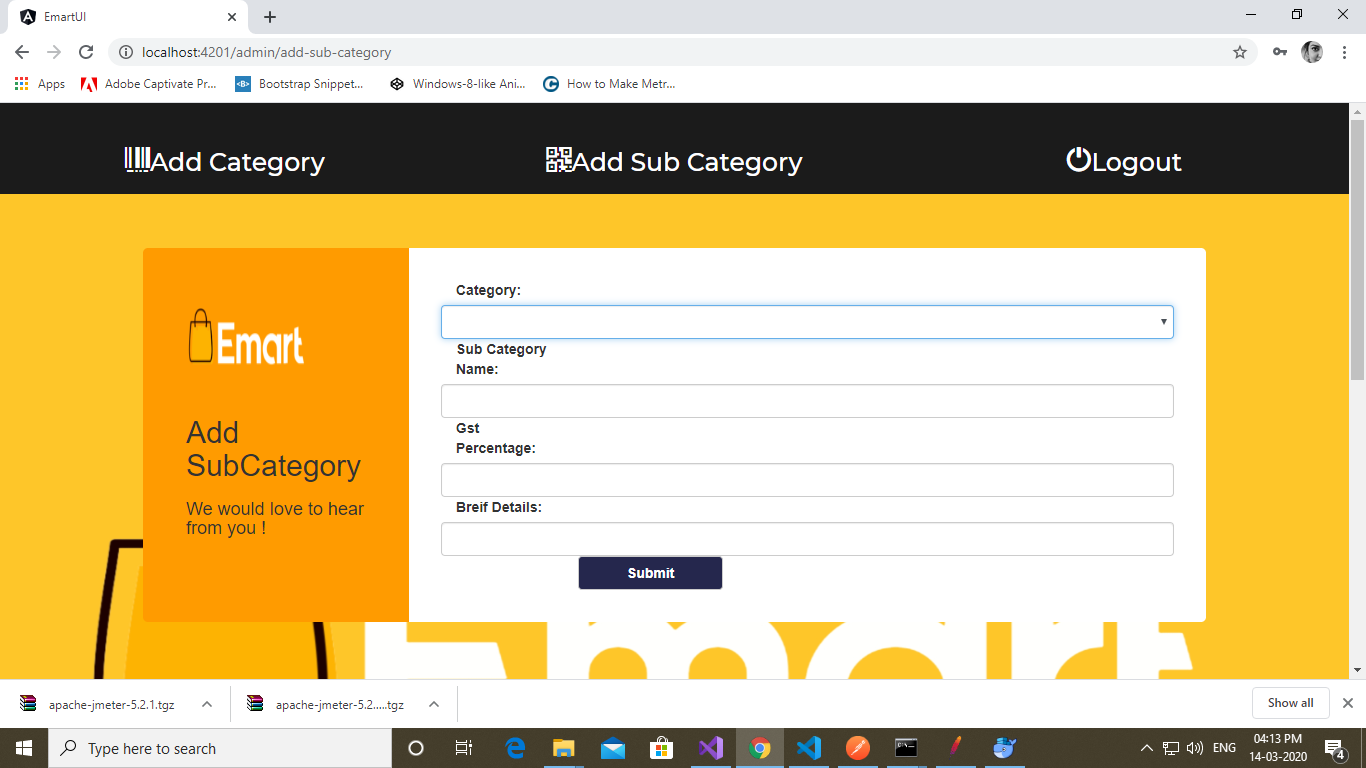 EmartUI
localhost:4201/admin/add-sub-category
Apps Adobe Captivate Pr... <B> Bootstrap Snippet... Windows-8-like Ani... How to Make Metr...
Add Category Add Sub Category Logout
Category:
Emart
Sub Category
Name:
Gst
Percentage:
Add
SubCategory
We would love to hear
from you !
Breif Details:
Submit
Emart
apache-jmeter-5.2.1.tgz apache-jmeter-5.2.....tgz Show all
Type here to search
ENG
04:13 PM
14-03-2020
4